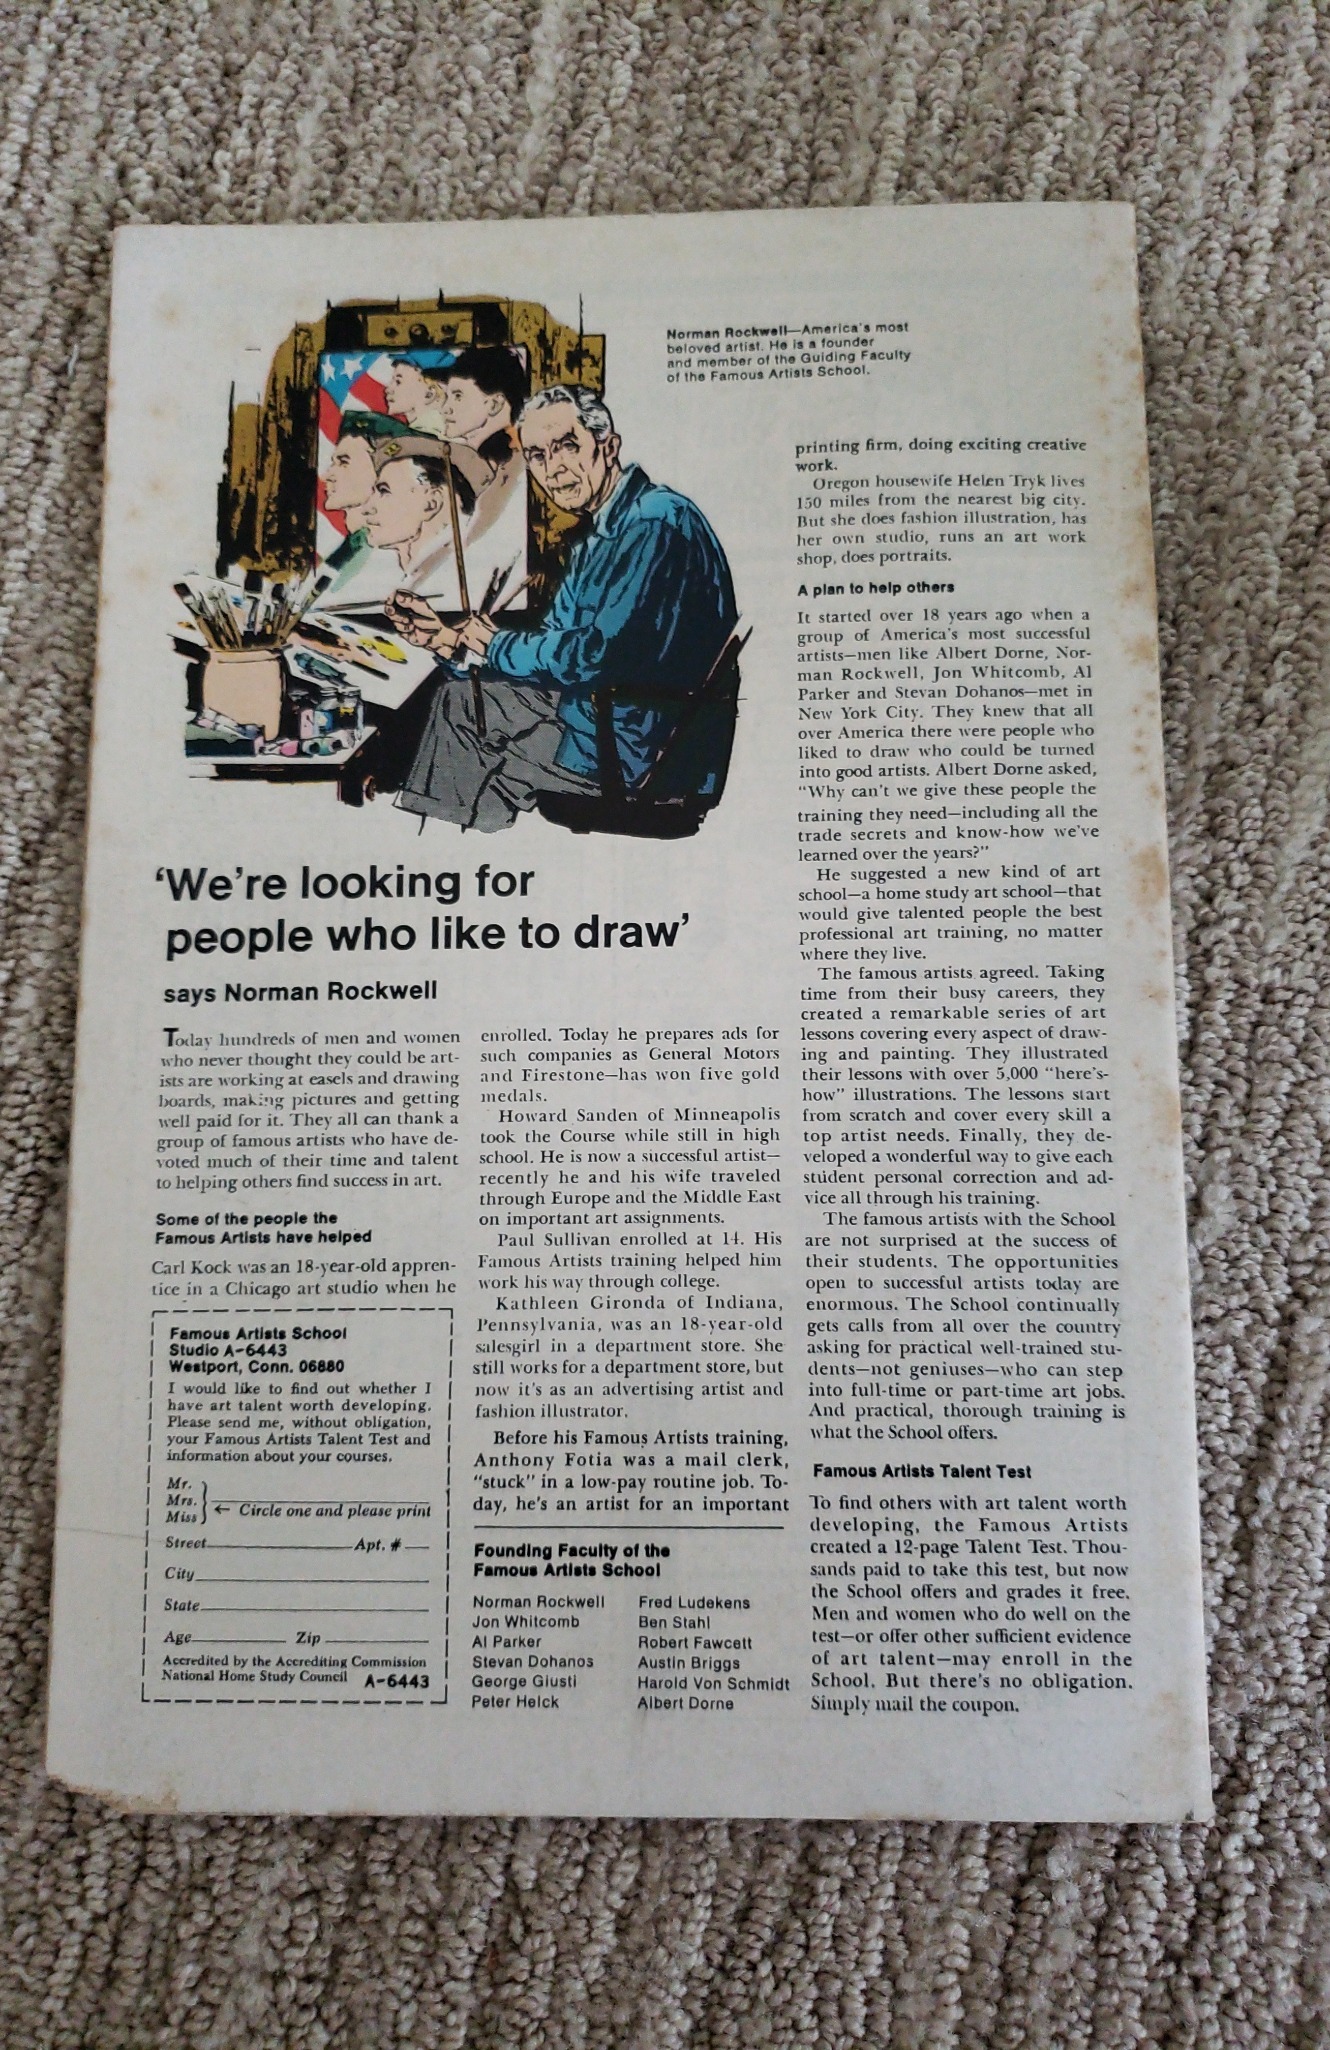 Norman Rockwell—America's most
beloved artist. He is a founder
and member of the Guiding Faculty
of the Famous Artists School.
'We're looking for
people who like to draw'
says Norman Rockwell
Today hundreds of men and women
who never thought they could be art-
ists are working at easels and drawing
boards, making pictures and getting
well paid for it. They all can thank a
group of famous artists who have de-
voted much of their time and talent
to helping others find success in art.
Some of the people the
Famous Artists have helped
Carl Kock was an 18-year-old appren-
tice in a Chicago art studio when he
enrolled. Today he prepares ads for
such companies as General Motors
and Firestone—has won five gold
medals.
Howard Sanden of Minneapolis
took the Course while still in high
school. He is now a successful artist—
recently he and his wife traveled
through Europe and the Middle East
on important art assignments.
Paul Sullivan enrolled at 14. His
Famous Artists training helped him
work his way through college.
Kathleen Gironda of Indiana,
Pennsylvania, was an 18-year-old
salesgirl in a department store. She
still works for a department store, but
now it's as an advertising artist and
fashion illustrator.
Before his Famous Artists training,
Anthony Fotia was a mail clerk,
"stuck" in a low-pay routine job. To-
day, he's an artist for an important
printing firm, doing exciting creative
work.
Oregon housewife Helen Tryk lives
150 miles from the nearest big city.
But she does fashion illustration, has
her own studio, runs an art work
shop, does portraits.
A plan to help others
It started over 18 years ago when a
group of America's most successful
artists—men like Albert Dorne, Nor-
man Rockwell, Jon Whitcomb, Al
Parker and Stevan Dohanos—met in
New York City. They knew that all
over America there were people who
liked to draw who could be turned
into good artists. Albert Dorne asked,
"Why can't we give these people the
training they need—including all the
trade secrets and know-how we've
learned over the years?"
He suggested a new kind of art
school—a home study art school—that
would give talented people the best
professional art training, no matter
where they live.
The famous artists agreed. Taking
time from their busy careers, they
created a remarkable series of art
lessons covering every aspect of draw-
ing and painting. They illustrated
their lessons with over 5,000 "here's-
how" illustrations. The lessons start
from scratch and cover every skill a
top artist needs. Finally, they de-
veloped a wonderful way to give each
student personal correction and ad-
vice all through his training.
The famous artists with the School
are not surprised at the success of
their students. The opportunities
open to successful artists today are
enormous. The School continually
gets calls from all over the country
asking for practical well-trained stu-
dents—not geniuses—who can step
into full-time or part-time art jobs.
And practical, thorough training is
what the School offers.
Famous Artists Talent Test
To find others with art talent worth
developing, the Famous Artists
created a 12-page Talent Test. Thou-
sands paid to take this test, but now
the School offers and grades it free.
Men and women who do well on the
test—or offer other sufficient evidence
of art talent—may enroll in the
School. But there's no obligation.
Simply mail the coupon.
Famous Artists School
Studio A-6443
Westport, Conn. 06880
I would like to find out whether I
have art talent worth developing.
Please send me, without obligation,
your Famous Artists Talent Test and
information about your courses.
Mr.
Mrs.
Miss
← Circle one and please print
Street Apt. #
City
State
Age Zip
Accredited by the Accrediting Commission
National Home Study Council A-6443
Founding Faculty of the
Famous Artists School
Norman Rockwell
Jon Whitcomb
Al Parker
Stevan Dohanos
George Giusti
Peter Helck
Fred Ludekens
Ben Stahl
Robert Fawcett
Austin Briggs
Harold Von Schmidt
Albert Dorne